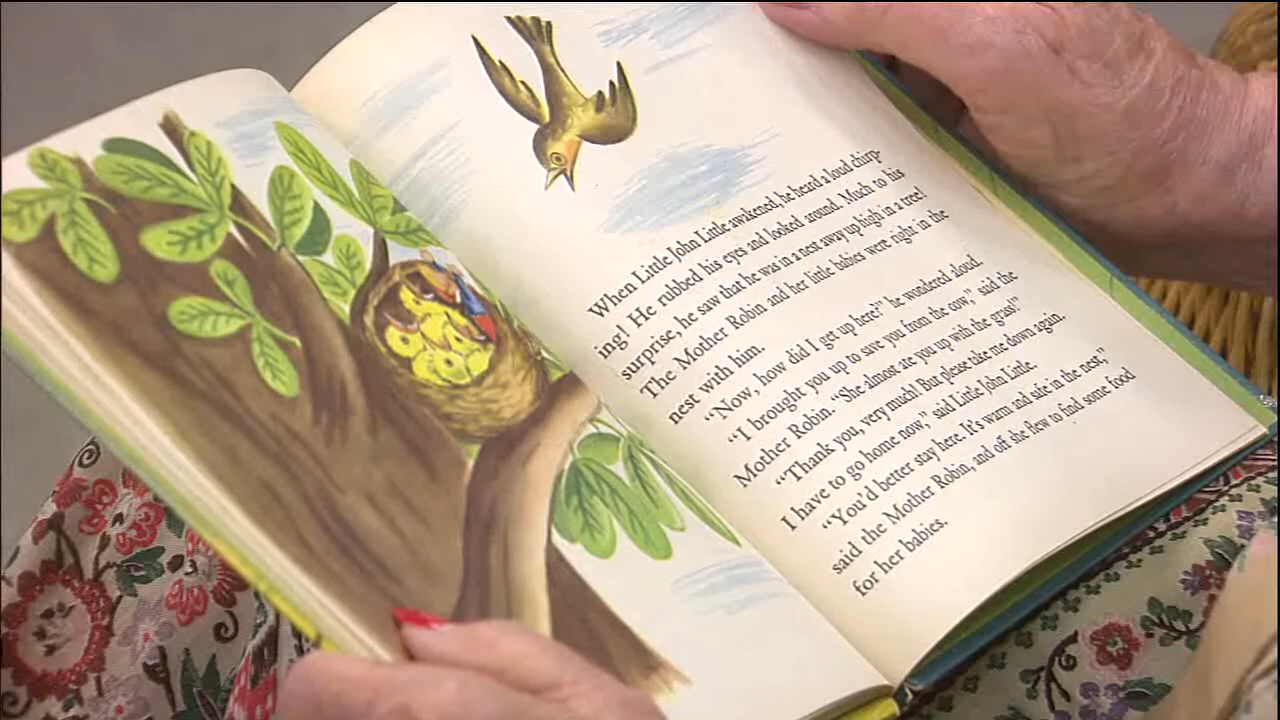 When Little John Little awakened, he heard a loud chirp-
ing! He rubbed his eyes and looked around. Much to his
surprise, he saw that he was in a nest away up high in a tree!
The Mother Robin and her little babies were right in the
nest with him.
"Now, how did I get up here?" he wondered aloud.
"I brought you up to save you from the cow," said the
Mother Robin. "She almost ate you up with the grass!"
"Thank you, very much! But please take me down again.
I have to go home now," said Little John Little.
"You'd better stay here. It's warm and safe in the nest,"
said the Mother Robin, and off she flew to find some food
for her babies.